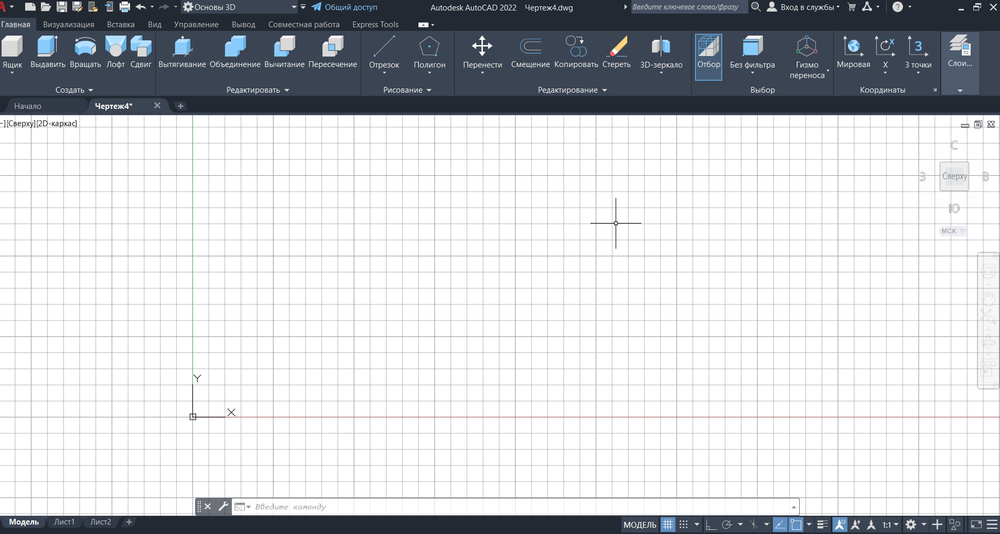 Основы 3D Общий доступ Autodesk AutoCAD 2022 Чертеж4.dwg Введите ключевое слово/фразу Вход в службы
Главная Визуализация Вставка Вид Управление Вывод Совместная работа Express Tools
Ящик Выдавить Вращать Лофт Сдвиг Вытягивание Объединение Вычитание Пересечение Отрезок Полигон Перенести Смещение Копировать Стереть 3D-зеркало Отбор Без фильтра Гизмо переноса Мировая X 3 точки Слои...
Создать Редактировать Рисование Редактирование Выбор Координаты
Начало Чертеж4*
–][Сверху][2D-каркас]
С
З Сверху В
Ю
МСК
Y
X
Введите команду
Модель Лист1 Лист2
МОДЕЛЬ 1:1